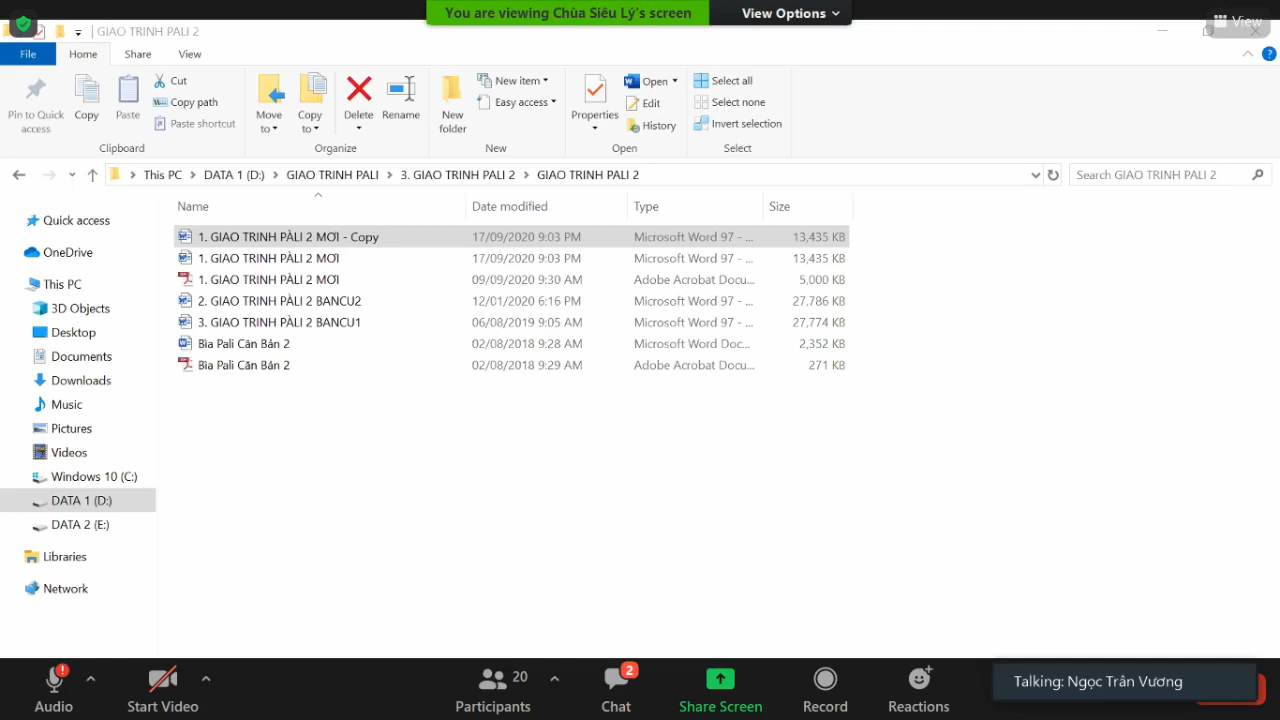 You are viewing Chùa Siêu Lý's screen
View Options
View
GIAO TRINH PALI 2
File
Home
Share
View
Pin to Quick access
Copy
Paste
Cut
Copy path
Paste shortcut
Clipboard
Move to
Copy to
Delete
Rename
Organize
New folder
New item
Easy access
New
Properties
Open
Edit
History
Open
Select all
Select none
Invert selection
Select
This PC
DATA 1 (D:)
GIAO TRINH PALI
3. GIAO TRINH PALI 2
GIAO TRINH PALI 2
Search GIAO TRINH PALI 2
Name Date modified Type Size
1. GIAO TRINH PÀLI 2 MƠI - Copy 17/09/2020 9:03 PM Microsoft Word 97 - ... 13,435 KB
1. GIAO TRINH PÀLI 2 MƠI 17/09/2020 9:03 PM Microsoft Word 97 - ... 13,435 KB
1. GIAO TRINH PÀLI 2 MƠI 09/09/2020 9:30 AM Adobe Acrobat Docu... 5,000 KB
2. GIAO TRINH PÀLI 2 BANCU2 12/01/2020 6:16 PM Microsoft Word 97 - ... 27,786 KB
3. GIAO TRINH PÀLI 2 BANCU1 06/08/2019 9:05 AM Microsoft Word 97 - ... 27,774 KB
Bìa Pali Căn Bản 2 02/08/2018 9:28 AM Microsoft Word Doc... 2,352 KB
Bìa Pali Căn Bản 2 02/08/2018 9:29 AM Adobe Acrobat Docu... 271 KB
Quick access
OneDrive
This PC
3D Objects
Desktop
Documents
Downloads
Music
Pictures
Videos
Windows 10 (C:)
DATA 1 (D:)
DATA 2 (E:)
Libraries
Network
Audio
Start Video
20
Participants
2
Chat
Share Screen
Record
Reactions
Talking: Ngọc Trân Vương